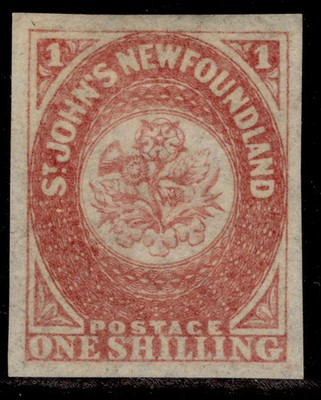 1 1
ST JOHN'S NEWFOUNDLAND
POSTAGE
ONE SHILLING